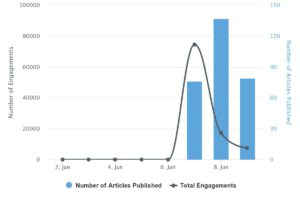 100000
80000
60000
40000
20000
0
Number of Engagements
150
120
90
60
30
0
Number of Articles Published
2. Jun
4. Jun
6. Jun
8. Jun
Number of Articles Published
Total Engagements